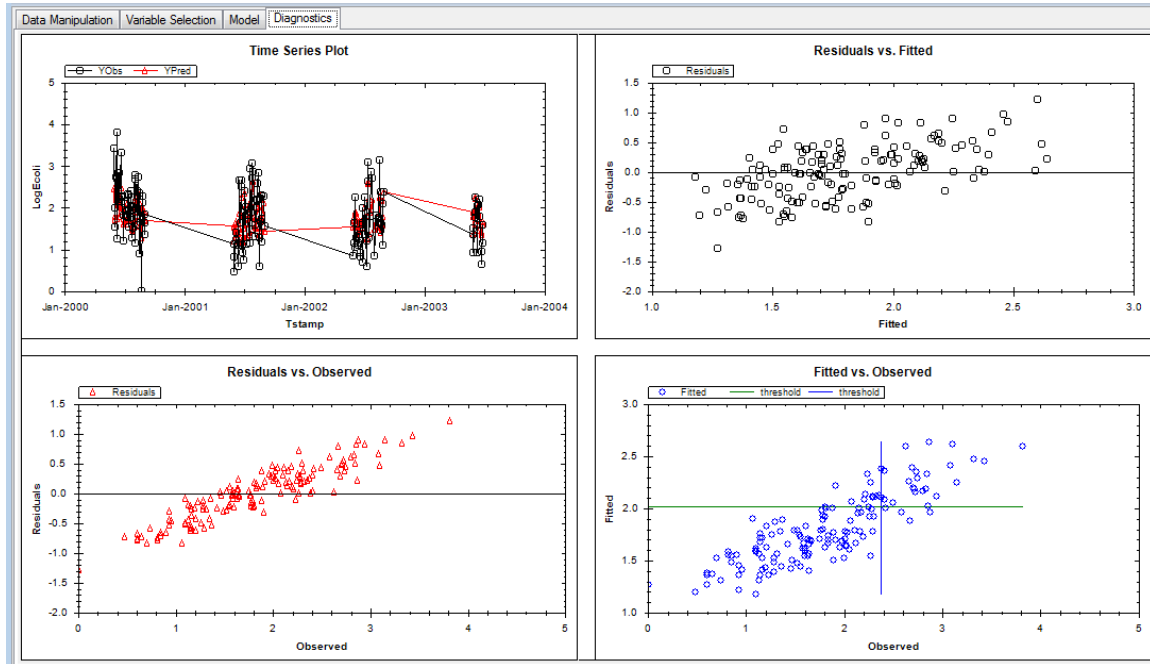 Data Manipulation Variable Selection Model Diagnostics
Time Series Plot
YObs YPred
5
4
3
2
1
0
LogEcoli
Jan-2000 Jan-2001 Jan-2002 Jan-2003 Jan-2004
Tstamp
Residuals vs. Fitted
Residuals
1.5
1.0
0.5
0.0
-0.5
-1.0
-1.5
-2.0
Residuals
1.0 1.5 2.0 2.5 3.0
Fitted
Residuals vs. Observed
Residuals
1.5
1.0
0.5
0.0
-0.5
-1.0
-1.5
-2.0
Residuals
0 1 2 3 4 5
Observed
Fitted vs. Observed
Fitted threshold threshold
3.0
2.5
2.0
1.5
1.0
Fitted
0 1 2 3 4 5
Observed